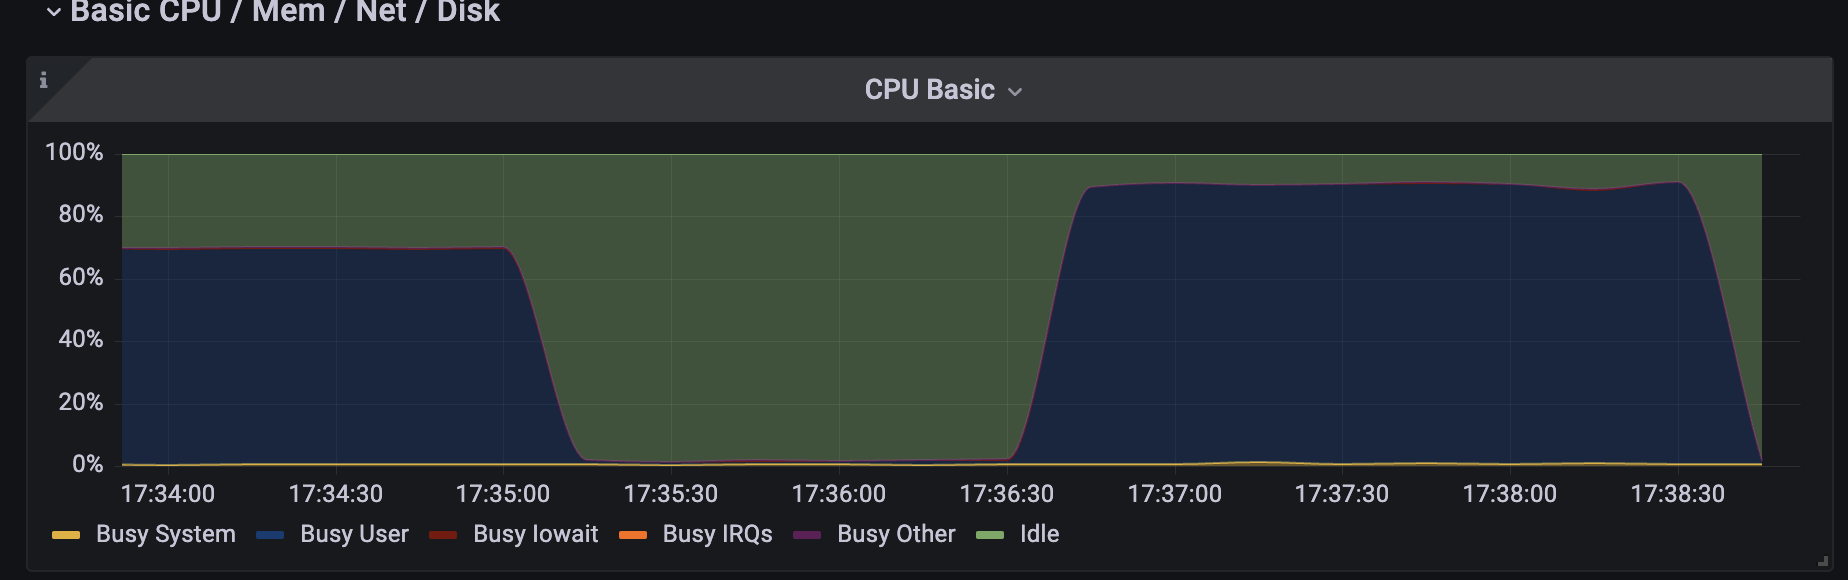 Basic CPU / Mem / Net / Disk
i
CPU Basic
100%
80%
60%
40%
20%
0%
17:34:00 17:34:30 17:35:00 17:35:30 17:36:00 17:36:30 17:37:00 17:37:30 17:38:00 17:38:30
Busy System Busy User Busy Iowait Busy IRQs Busy Other Idle